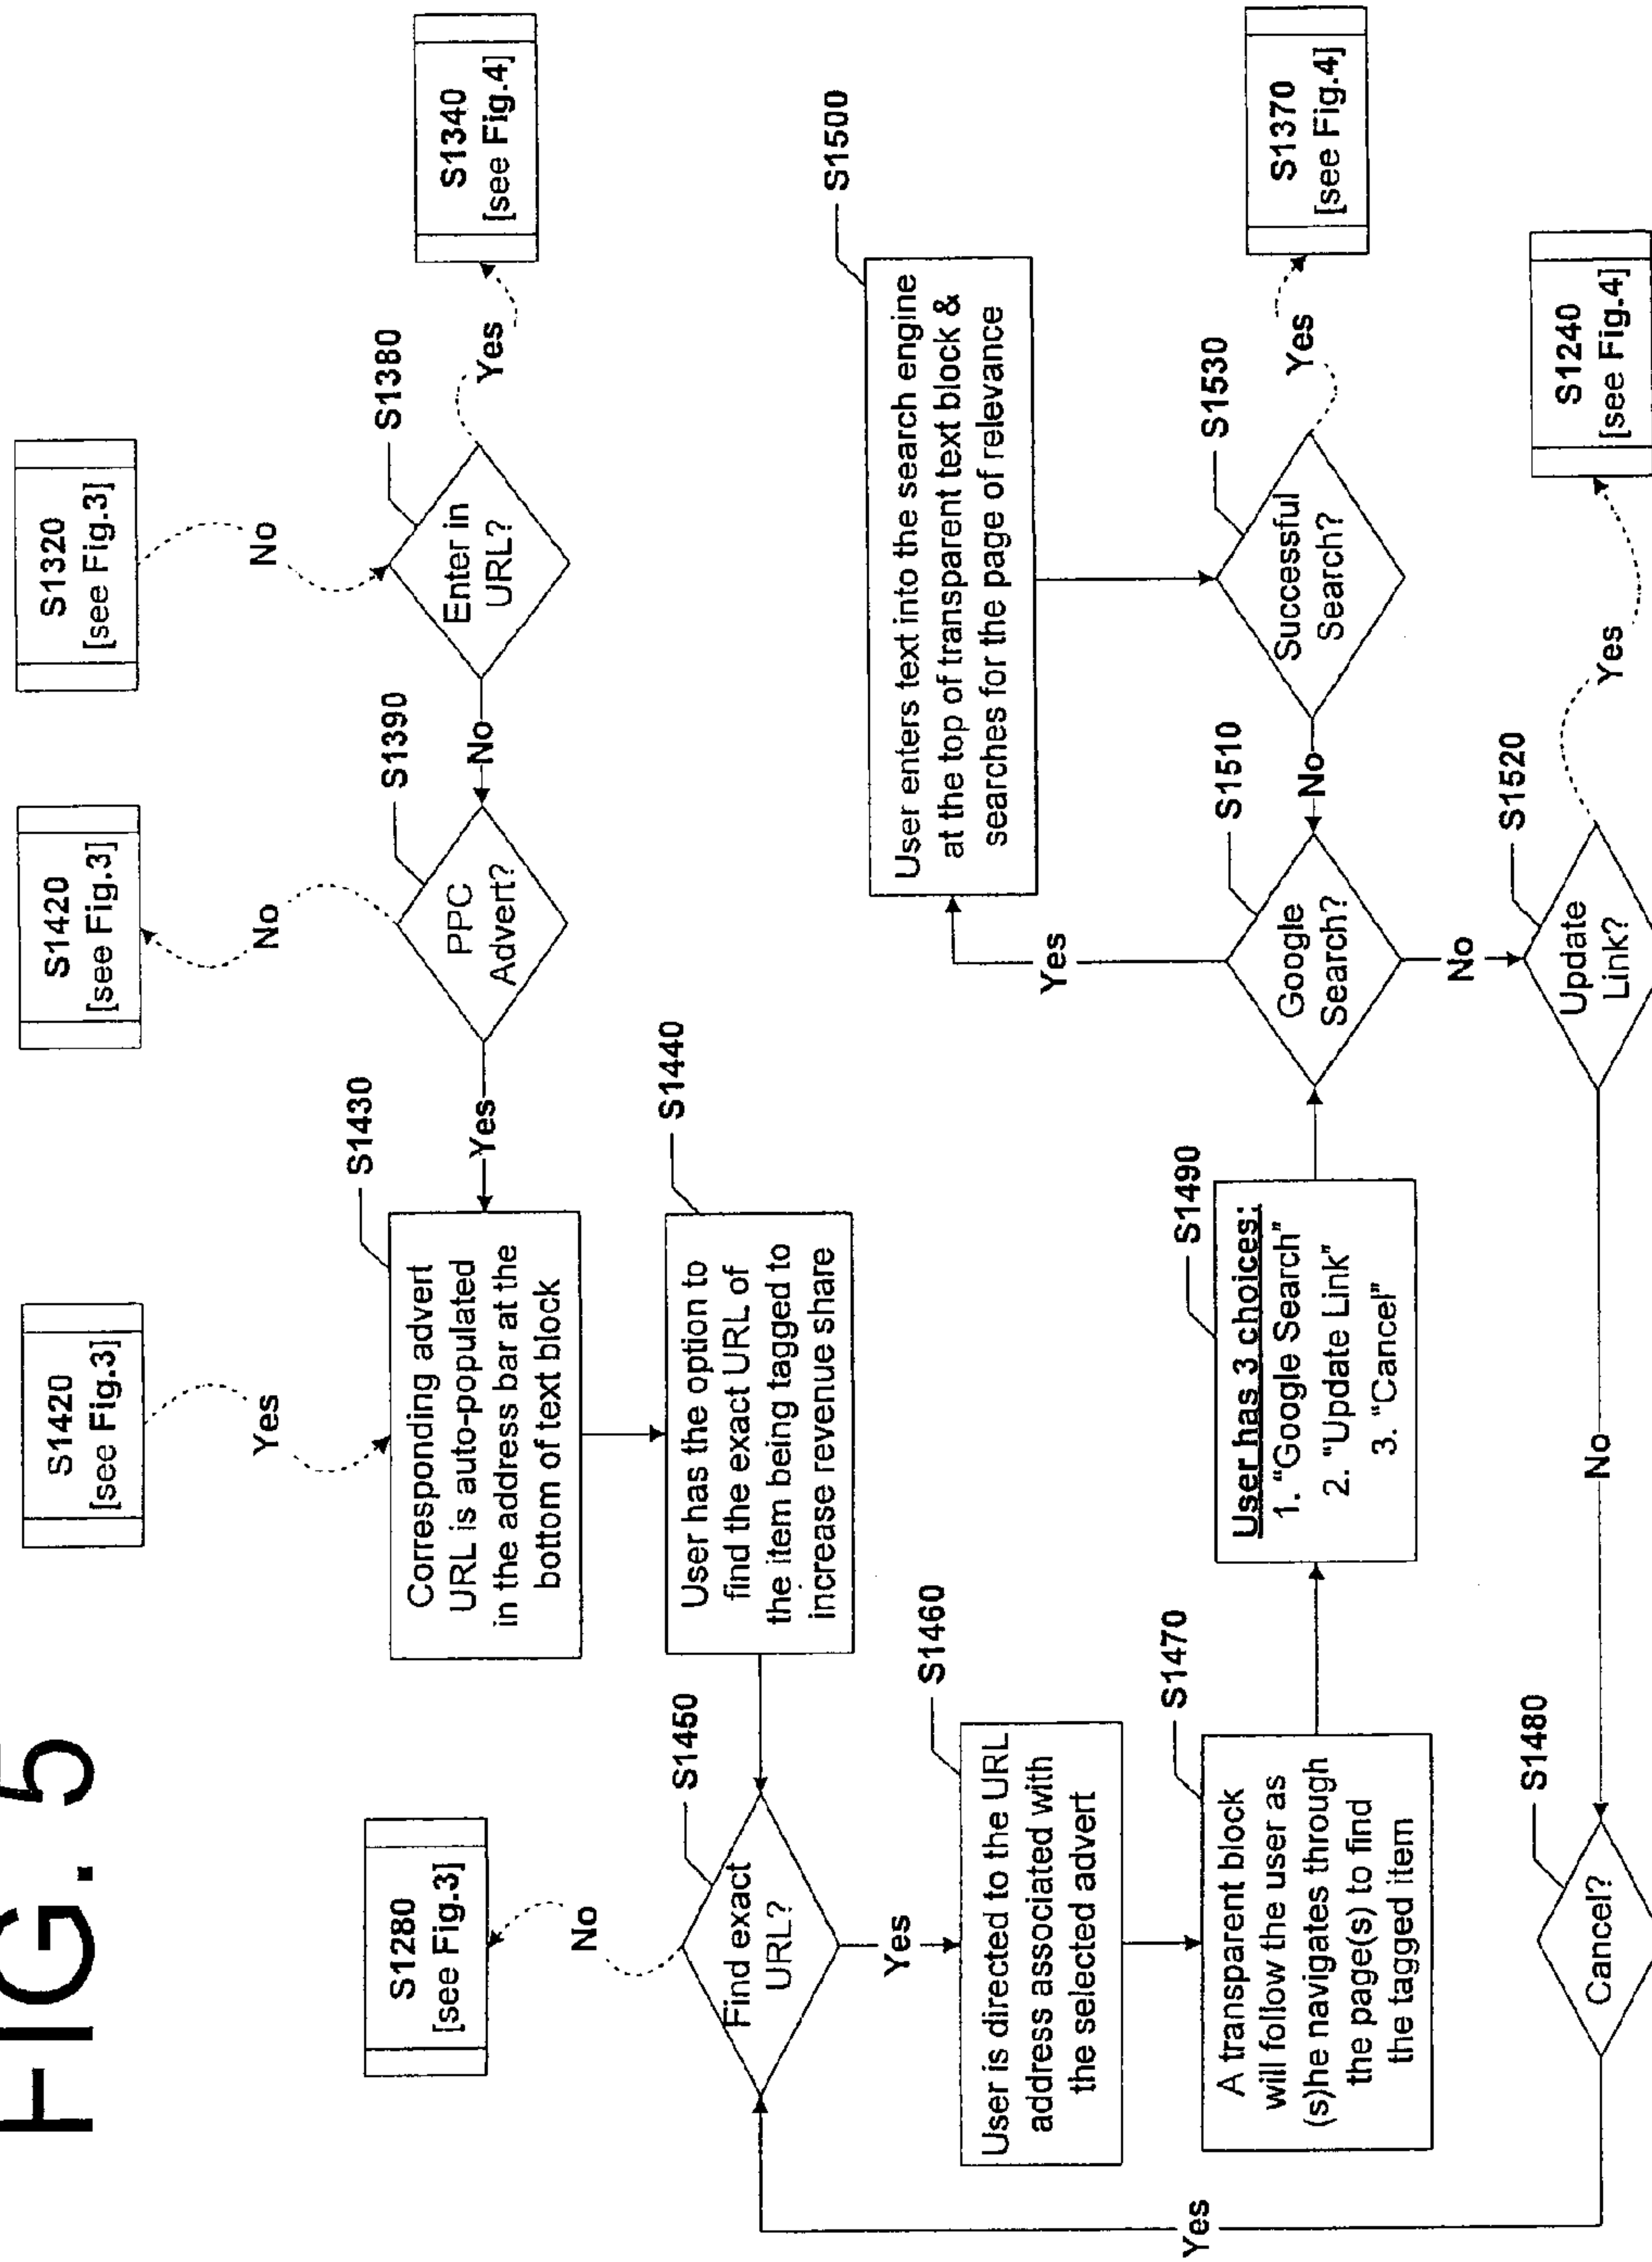 FIG. 5
S1420
[see Fig.3]
Yes
S1420
[see Fig.3]
No
S1320
[see Fig.3]
No
S1280
[see Fig.3]
No
S1430
Corresponding advert
URL is auto-populated
in the address bar at the
bottom of text block
Yes
S1390
PPC
Advert?
No
S1380
Enter in
URL?
Yes
S1340
[see Fig.4]
S1440
User has the option to
find the exact URL of
the item being tagged to
increase revenue share
S1450
Find exact
URL?
Yes
S1460
User is directed to the URL
address associated with
the selected advert
S1470
A transparent block
will follow the user as
(s)he navigates through
the page(s) to find
the tagged item
S1490
User has 3 choices:
1. “Google Search”
2. “Update Link”
3. “Cancel”
S1500
User enters text into the search engine
at the top of transparent text block &
searches for the page of relevance
Yes
S1510
Google
Search?
No
S1530
Successful
Search?
Yes
S1370
[see Fig.4]
No
S1520
Update
Link?
Yes
S1240
[see Fig.4]
No
S1480
Cancel?
Yes